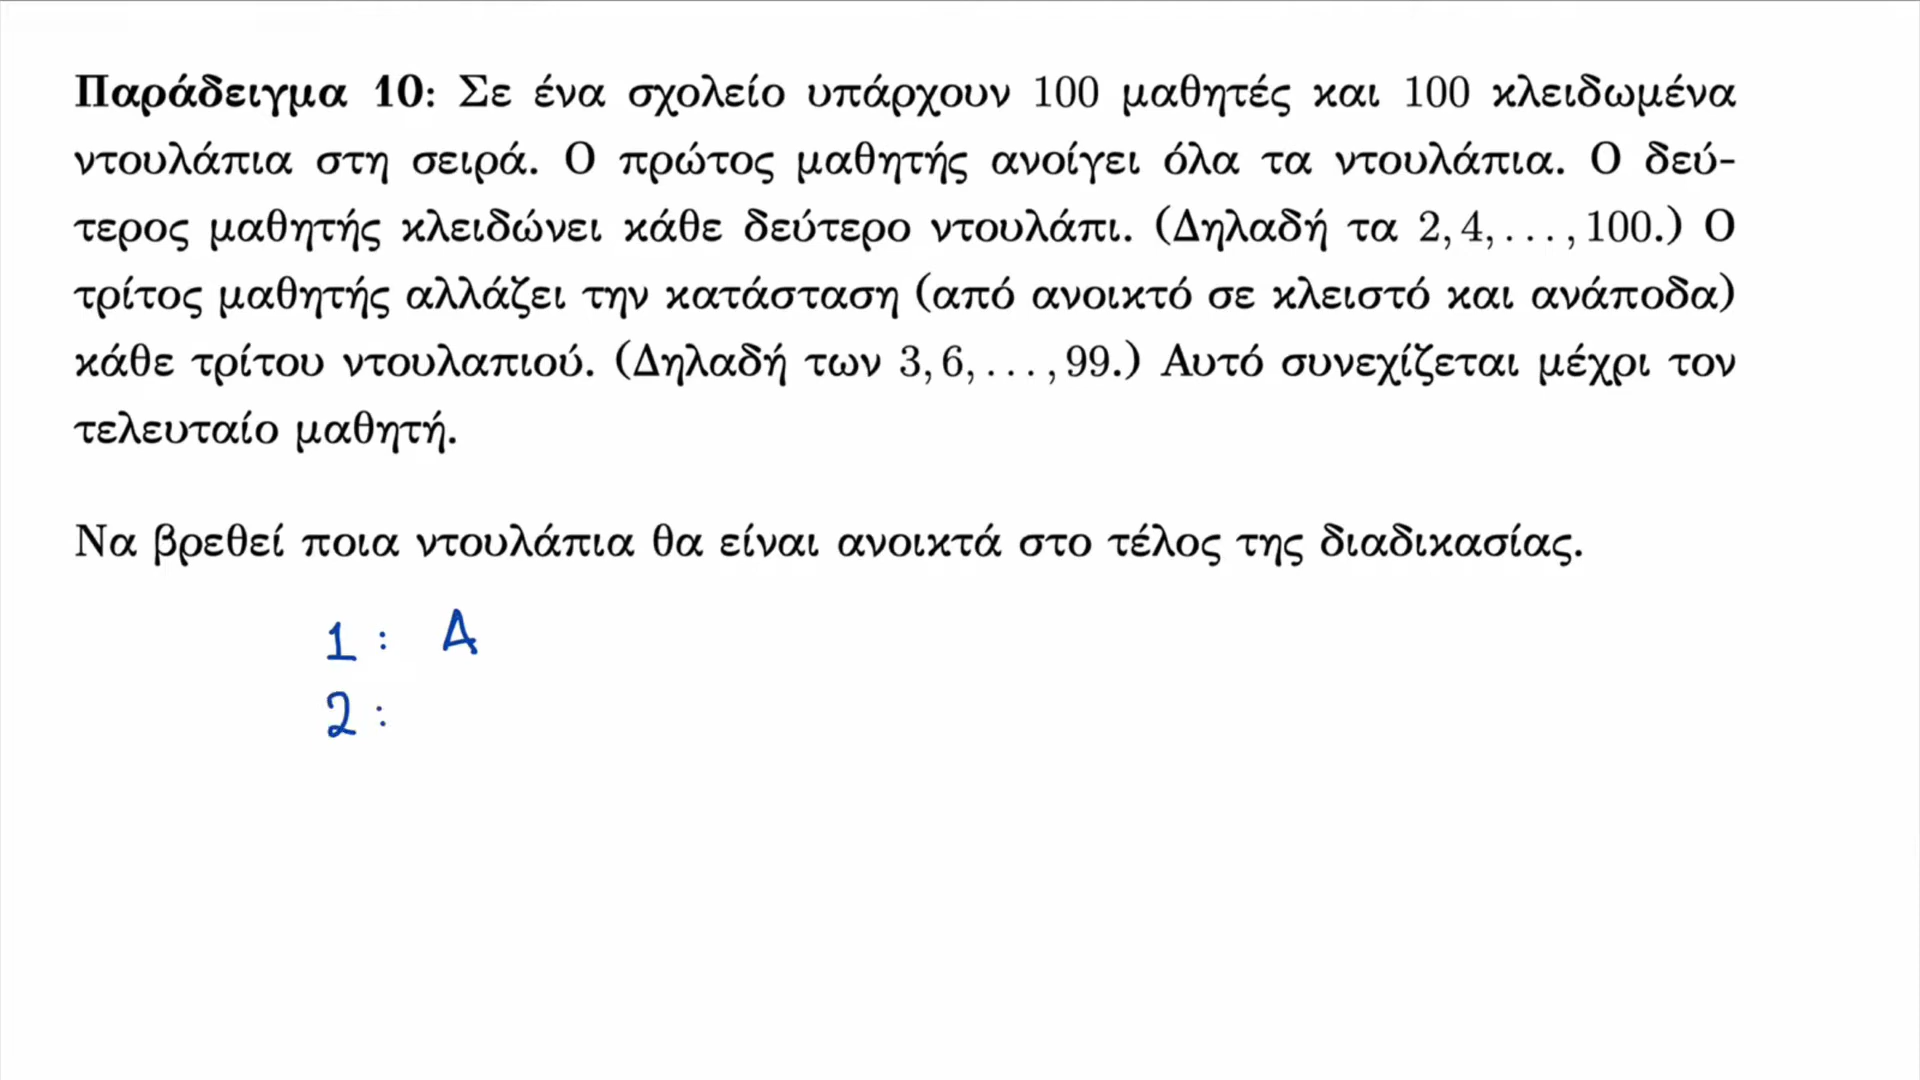 Παράδειγμα 10: Σε ένα σχολείο υπάρχουν 100 μαθητές και 100 κλειδωμένα
ντουλάπια στη σειρά. Ο πρώτος μαθητής ανοίγει όλα τα ντουλάπια. Ο δεύ-
τερος μαθητής κλειδώνει κάθε δεύτερο ντουλάπι. (Δηλαδή τα 2, 4, . . . , 100.) Ο
τρίτος μαθητής αλλάζει την κατάσταση (από ανοικτό σε κλειστό και ανάποδα)
κάθε τρίτου ντουλαπιού. (Δηλαδή των 3, 6, . . . , 99.) Αυτό συνεχίζεται μέχρι τον
τελευταίο μαθητή.
Να βρεθεί ποια ντουλάπια θα είναι ανοικτά στο τέλος της διαδικασίας.
1 : Α
2 :